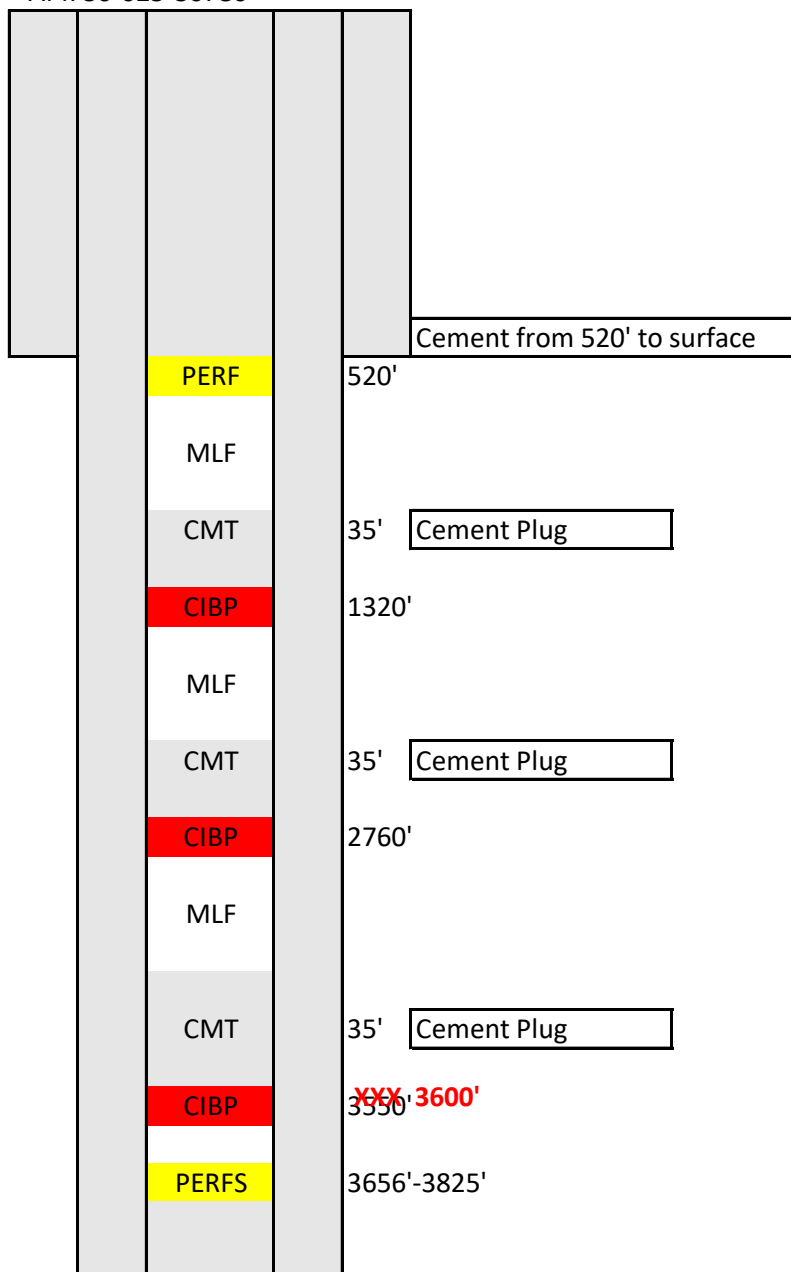 Cement from 520' to surface
PERF 520'
MLF
CMT 35' Cement Plug
CIBP 1320'
MLF
CMT 35' Cement Plug
CIBP 2760'
MLF
CMT 35' Cement Plug
CIBP 3550' XXX 3600'
PERFS 3656'-3825'